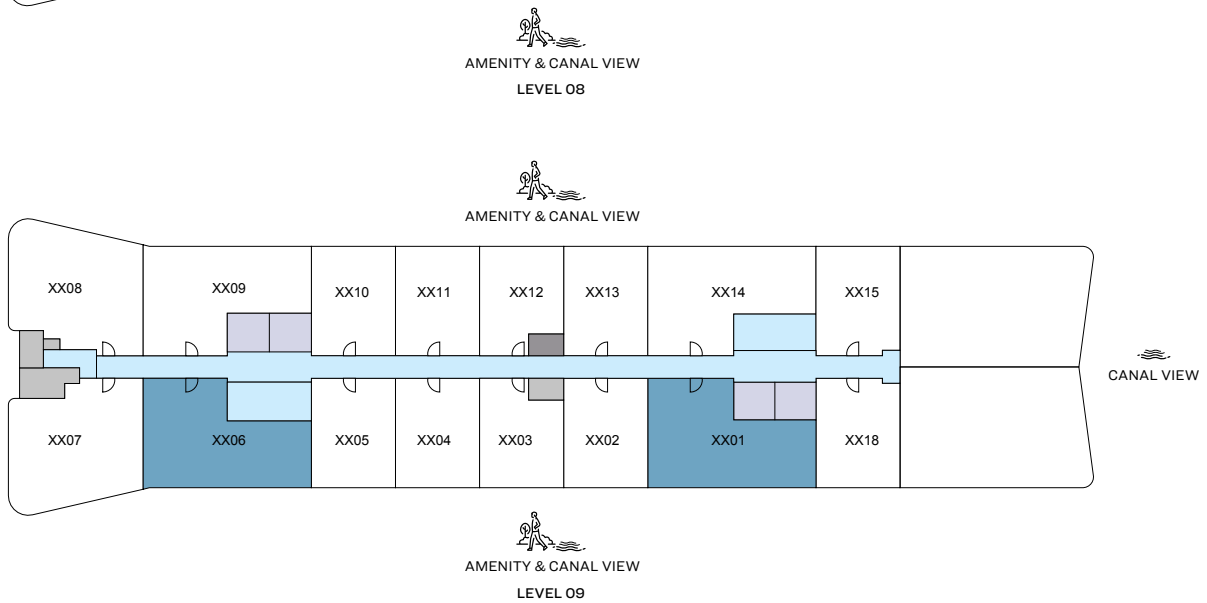 AMENITY & CANAL VIEW
LEVEL 08
AMENITY & CANAL VIEW
XX08
XX09
XX10
XX11
XX12
XX13
XX14
XX15
CANAL VIEW
XX07
XX06
XX05
XX04
XX03
XX02
XX01
XX18
AMENITY & CANAL VIEW
LEVEL 09